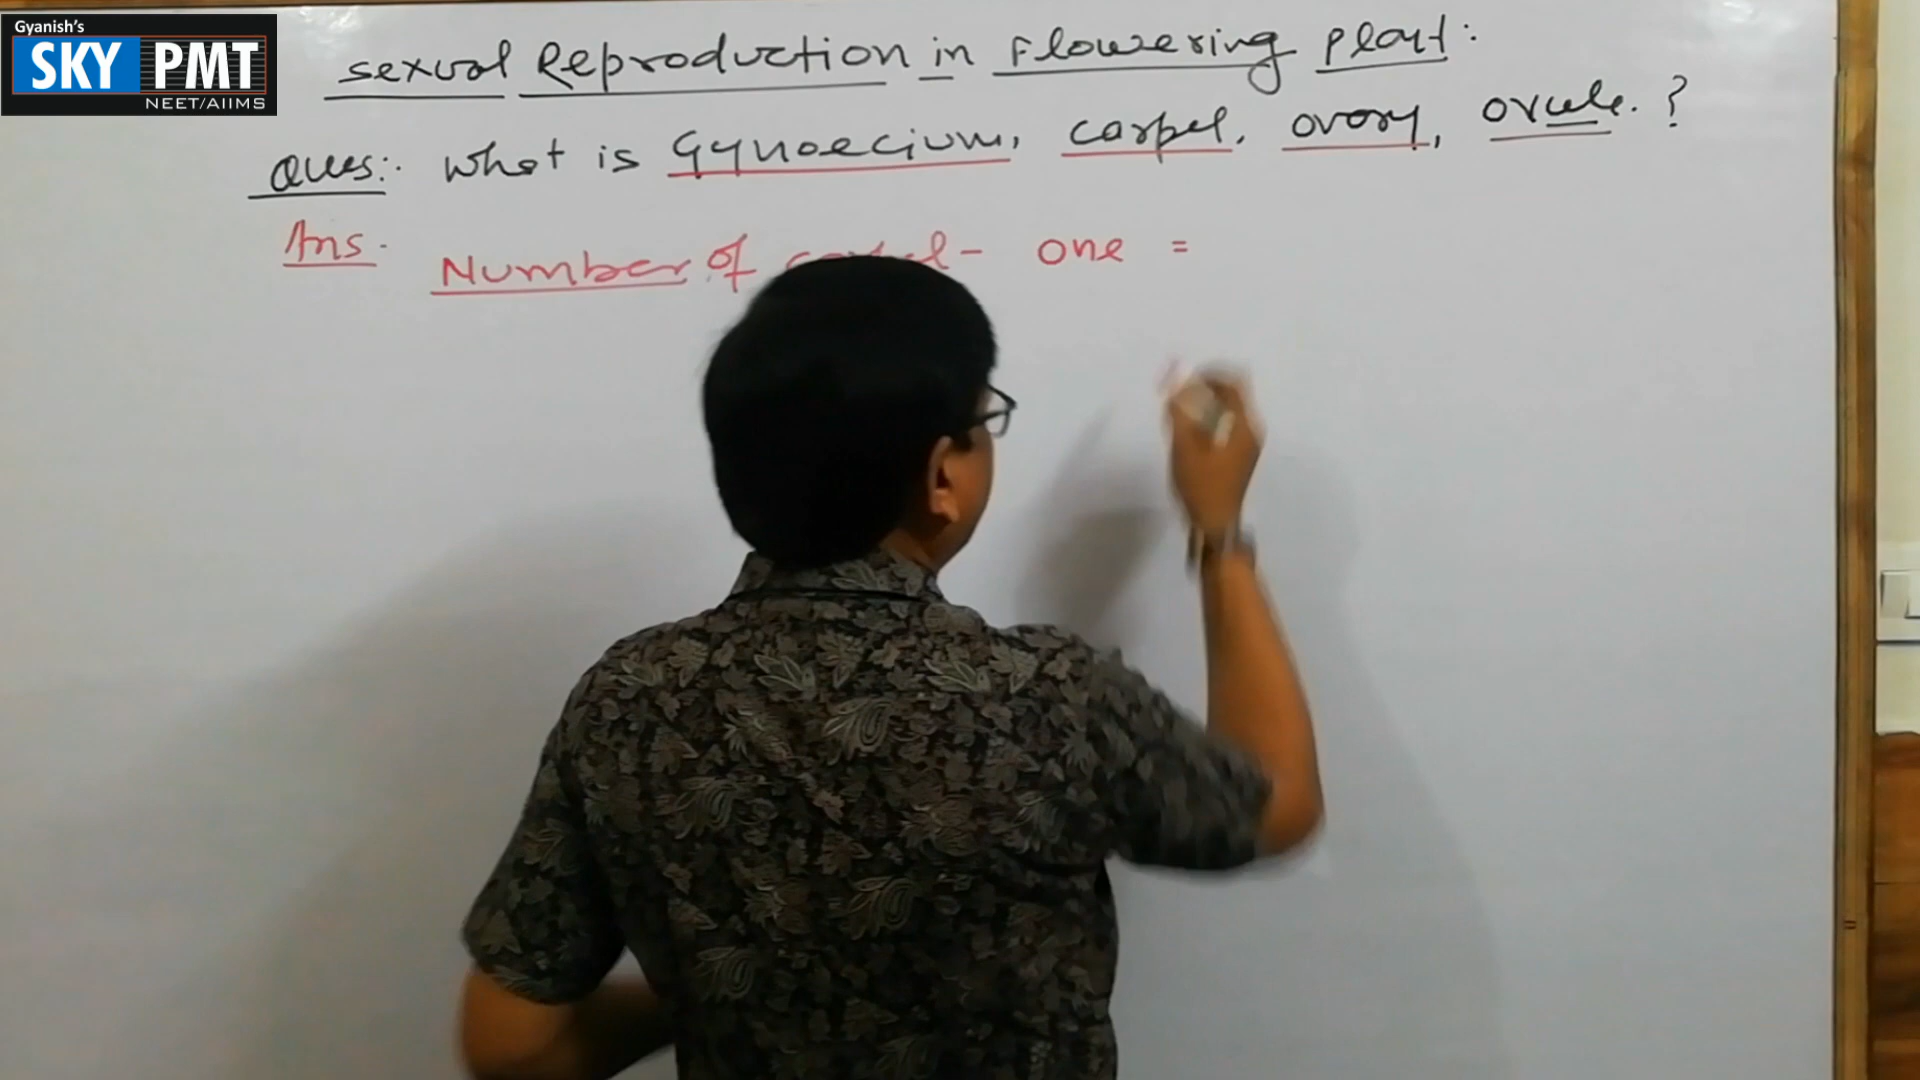 Gyanish's
SKY PMT
NEET/AIIMS
Sexual Reproduction in Flowering Plant:
Ques:. What is Gynoecium, carpel, ovary, ovule. ?
Ans. Number of carpel - one =